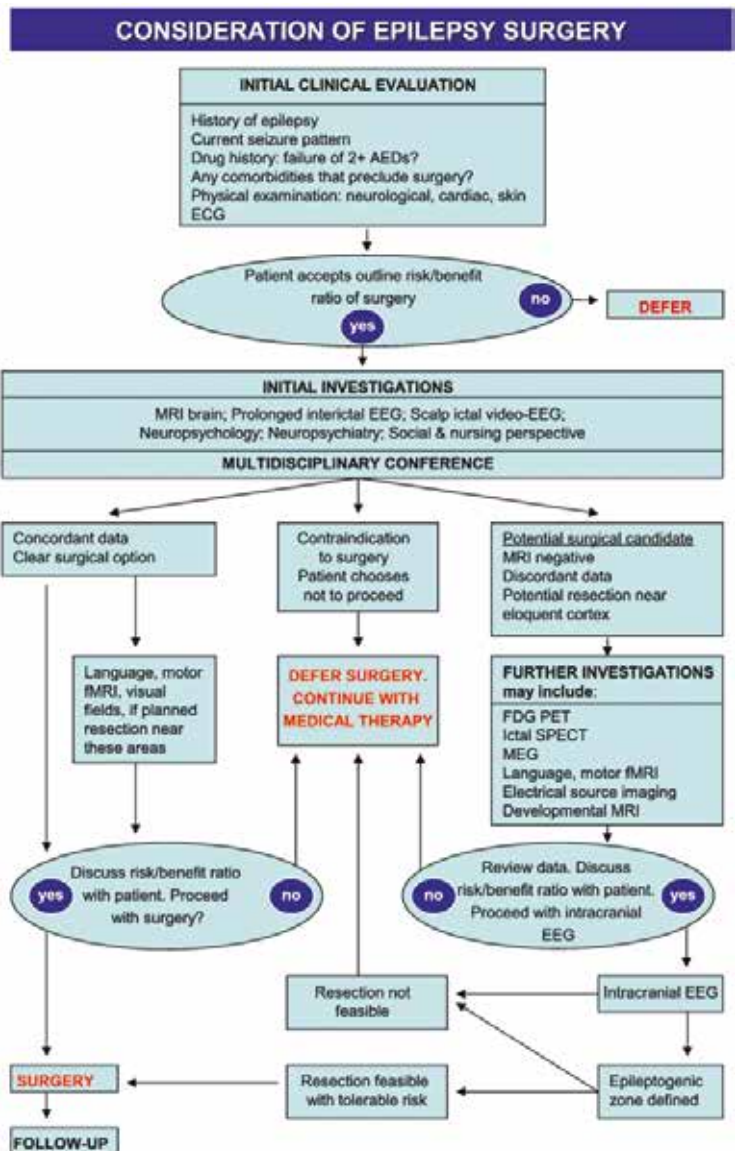 CONSIDERATION OF EPILEPSY SURGERY
INITIAL CLINICAL EVALUATION
History of epilepsy
Current seizure pattern
Drug history: failure of 2+ AEDs?
Any comorbidities that preclude surgery?
Physical examination: neurological, cardiac, skin
ECG
Patient accepts outline risk/benefit
ratio of surgery
no
yes
DEFER
INITIAL INVESTIGATIONS
MRI brain; Prolonged interictal EEG; Scalp ictal video-EEG;
Neuropsychology; Neuropsychiatry; Social & nursing perspective
MULTIDISCIPLINARY CONFERENCE
Concordant data
Clear surgical option
Contraindication
to surgery
Patient chooses
not to proceed
Potential surgical candidate
MRI negative
Discordant data
Potential resection near
eloquent cortex
Language, motor
fMRI, visual
fields, if planned
resection near
these areas
DEFER SURGERY.
CONTINUE WITH
MEDICAL THERAPY
FURTHER INVESTIGATIONS
may include:
FDG PET
Ictal SPECT
MEG
Language, motor fMRI
Electrical source imaging
Developmental MRI
yes
Discuss risk/benefit ratio
with patient. Proceed
with surgery?
no
no
Review data. Discuss
risk/benefit ratio with patient.
Proceed with intracranial
EEG
yes
Resection not
feasible
Intracranial EEG
SURGERY
Resection feasible
with tolerable risk
Epileptogenic
zone defined
FOLLOW-UP